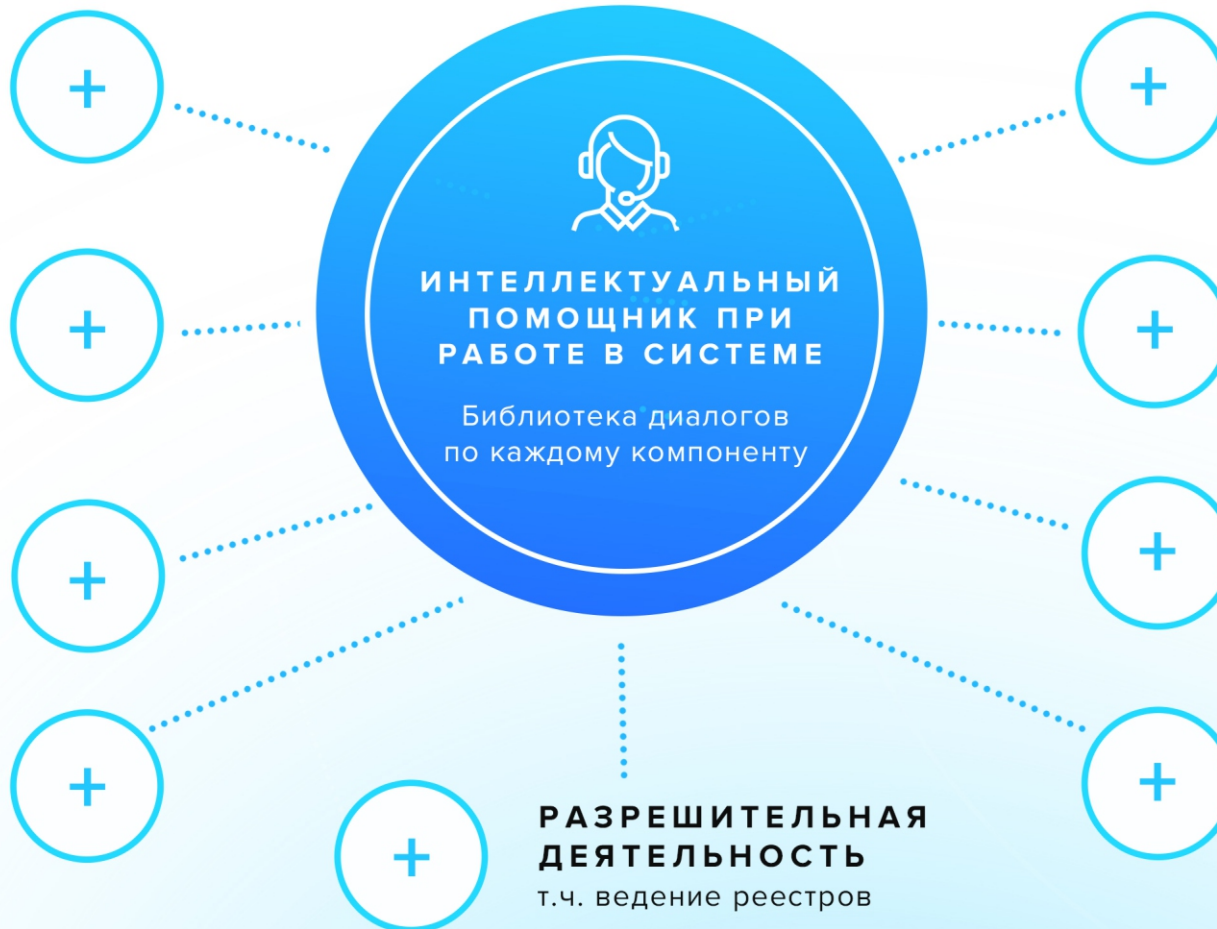 +
+
ИНТЕЛЛЕКТУАЛЬНЫЙ
ПОМОЩНИК ПРИ
РАБОТЕ В СИСТЕМЕ
Библиотека диалогов
по каждому компоненту
+
+
+
+
+
+
+
РАЗРЕШИТЕЛЬНАЯ
ДЕЯТЕЛЬНОСТЬ
т.ч. ведение реестров